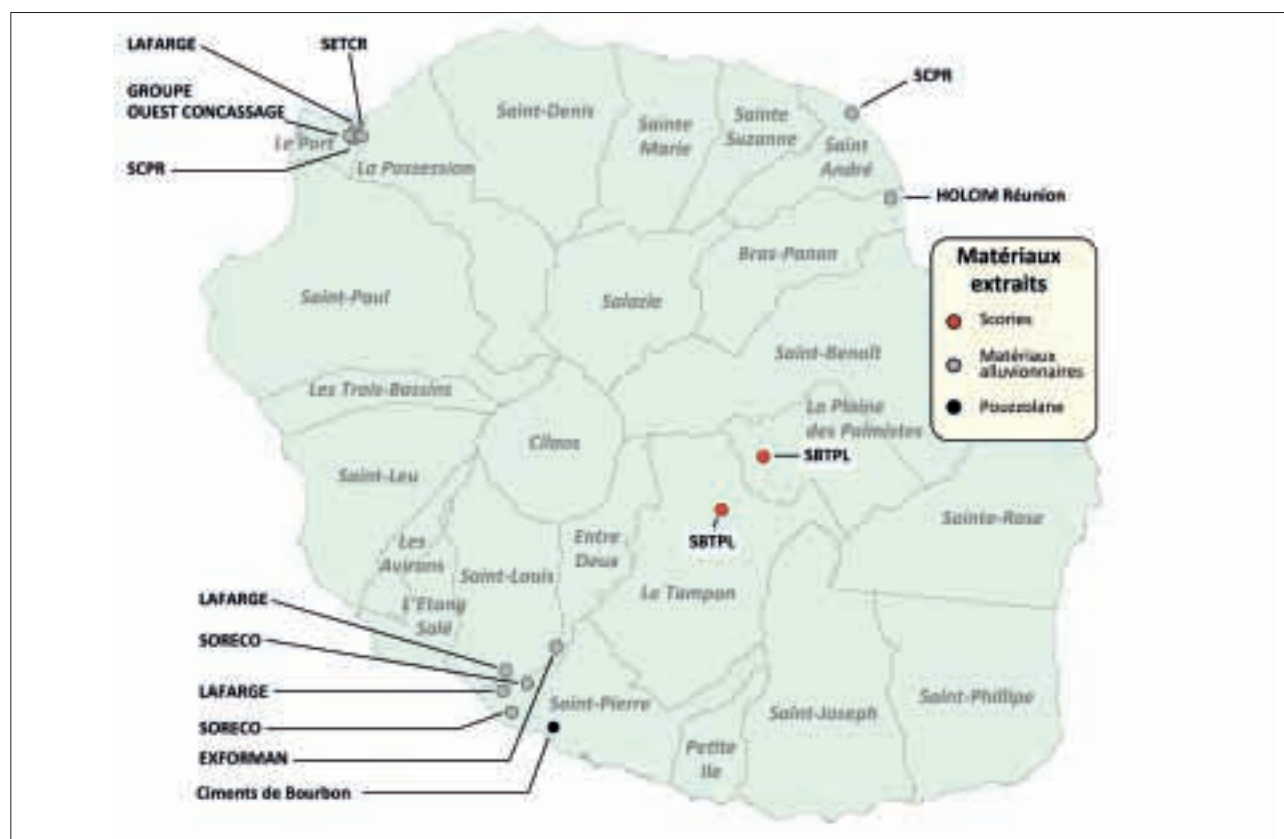 LAFARGE
SETCR
GROUPE
OUEST CONCASSAGE
SCPR
SCPR
HOLCIM Réunion
Le Port
La Possession
Saint-Denis
Sainte
Marie
Sainte
Suzanne
Saint
André
Bras-Panon
Saint-Paul
Salazie
Saint-Benoît
Matériaux
extraits
Scories
Matériaux
alluvionnaires
Pouzzolane
Les Trois-Bassins
Cilaos
La Plaine
des Palmistes
SBTPL
SBTPL
Saint-Leu
Sainte-Rose
Les
Avirons
Saint-Louis
Entre
Deux
L'Etang
Salé
Le Tampon
LAFARGE
SORECO
LAFARGE
SORECO
EXFORMAN
Ciments de Bourbon
Saint-Pierre
Petite
Ile
Saint-Joseph
Saint-Phillipe